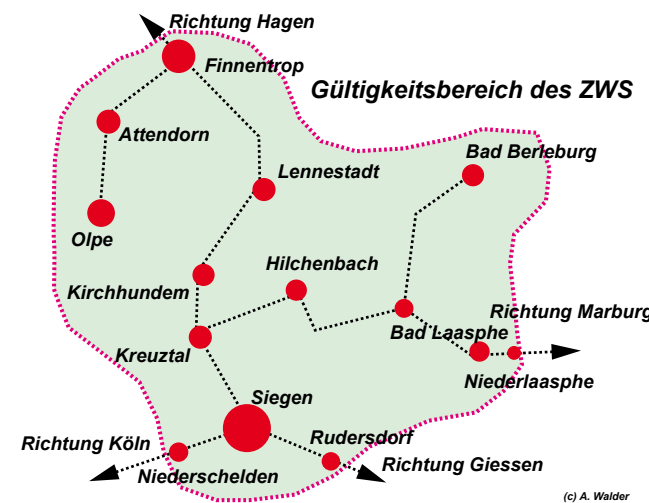 Richtung Hagen
Finnentrop
Gültigkeitsbereich des ZWS
Attendorn
Bad Berleburg
Lennestadt
Olpe
Hilchenbach
Kirchhundem
Richtung Marburg
Bad Laasphe
Kreuztal
Niederlaasphe
Siegen
Richtung Köln
Rudersdorf
Richtung Giessen
Niederschelden
(c) A. Walder